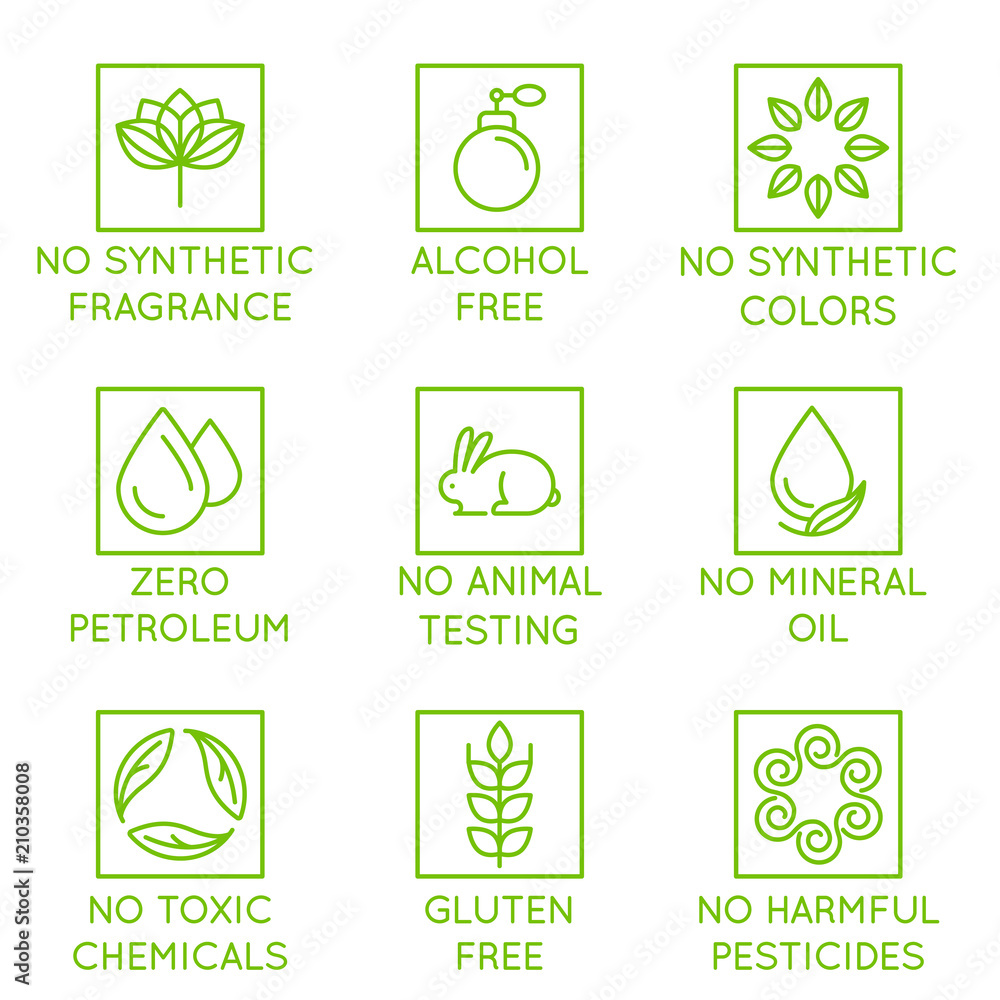 NO SYNTHETIC
FRAGRANCE
ALCOHOL
FREE
NO SYNTHETIC
COLORS
ZERO
PETROLEUM
NO ANIMAL
TESTING
NO MINERAL
OIL
NO TOXIC
CHEMICALS
GLUTEN
FREE
NO HARMFUL
PESTICIDES
Adobe Stock | #210358008